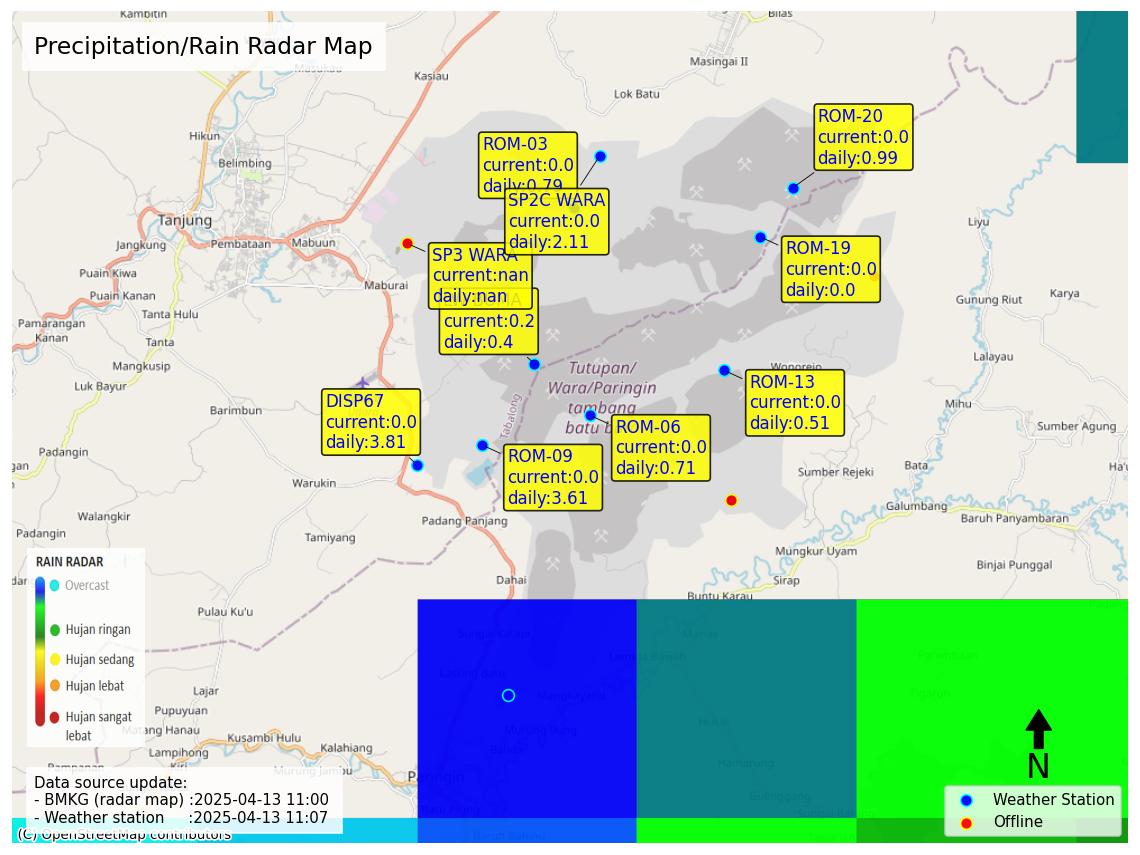 Kambitin
Bilas
Precipitation/Rain Radar Map
Masingai II
Kasiau
Lok Batu
ROM-20
current:0.0
daily:0.99
Hikun
ROM-03
current:0.0
daily:0.79
Belimbing
SP2C WARA
current:0.0
daily:2.11
Tanjung
Liyu
Jangkung
Pembataan
Mabuun
SP3 WARA
current:nan
daily:nan
ROM-19
current:0.0
daily:0.0
Puain Kiwa
Maburai
Puain Kanan
Gunung Riut
Karya
Tanta Hulu
current:0.2
daily:0.4
Pamarangan
Kanan
Tanta
Lalayau
Mangkusip
Tutupan/
Wara/Paringin
tambang
batu b
Wonorejo
Luk Bayur
ROM-13
current:0.0
daily:0.51
DISP67
current:0.0
daily:3.81
Barimbun
Tabalong
Mihu
ROM-06
current:0.0
daily:0.71
Sumber Agung
ROM-09
current:0.0
daily:3.61
Bata
Sumber Rejeki
Warukin
Galumbang
Walangkir
Padang Panjang
Baruh Panyambaran
Padangin
Tamiyang
Mungkur Uyam
RAIN RADAR
Overcast
Hujan ringan
Hujan sedang
Hujan lebat
Hujan sangat
lebat
Binjai Punggal
Dahai
Sirap
Buntu Karau
Pulau Ku'u
Lajar
Pupuyuan
Matang Hanau
Kusambi Hulu
Kalahiang
Lampihong
Murung Jambu
Paringin
Mangkayahu
Data source update:
- BMKG (radar map) :2025-04-13 11:00
- Weather station :2025-04-13 11:07
(C) OpenStreetMap contributors
N
Weather Station
Offline